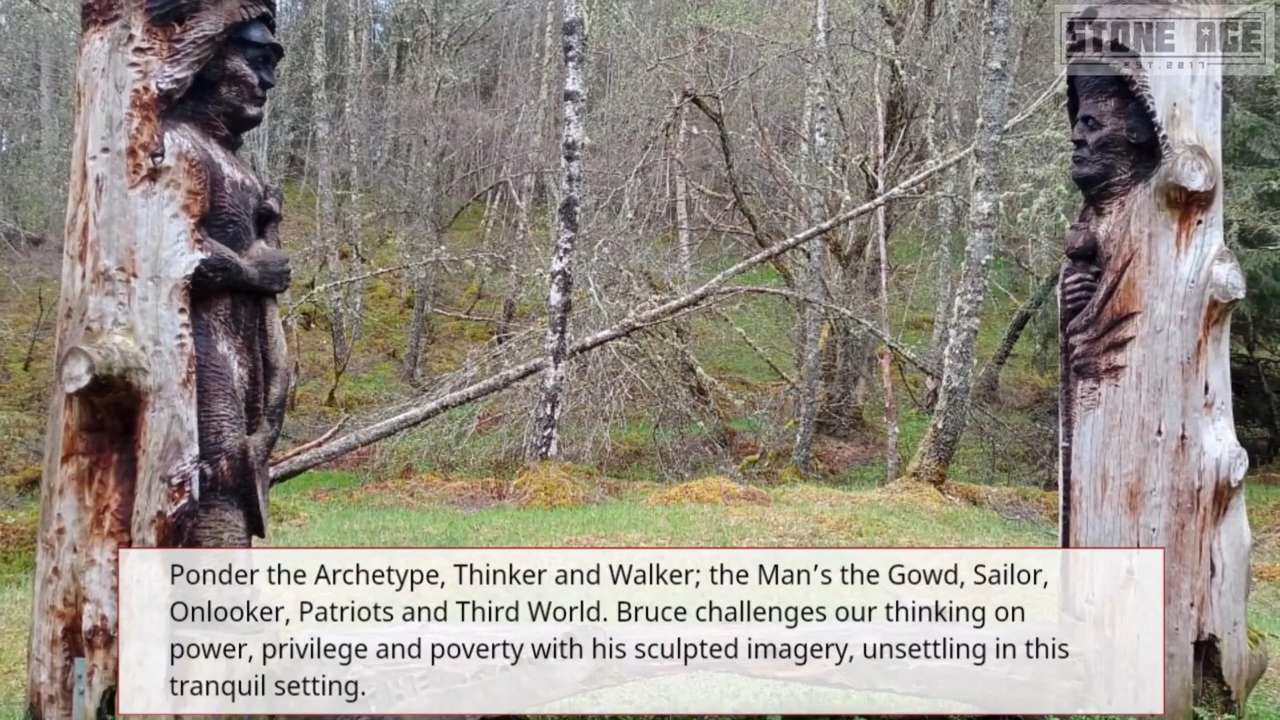 STONE AGE
EST. 2017
Ponder the Archetype, Thinker and Walker; the Man’s the Gowd, Sailor,
Onlooker, Patriots and Third World. Bruce challenges our thinking on
power, privilege and poverty with his sculpted imagery, unsettling in this
tranquil setting.